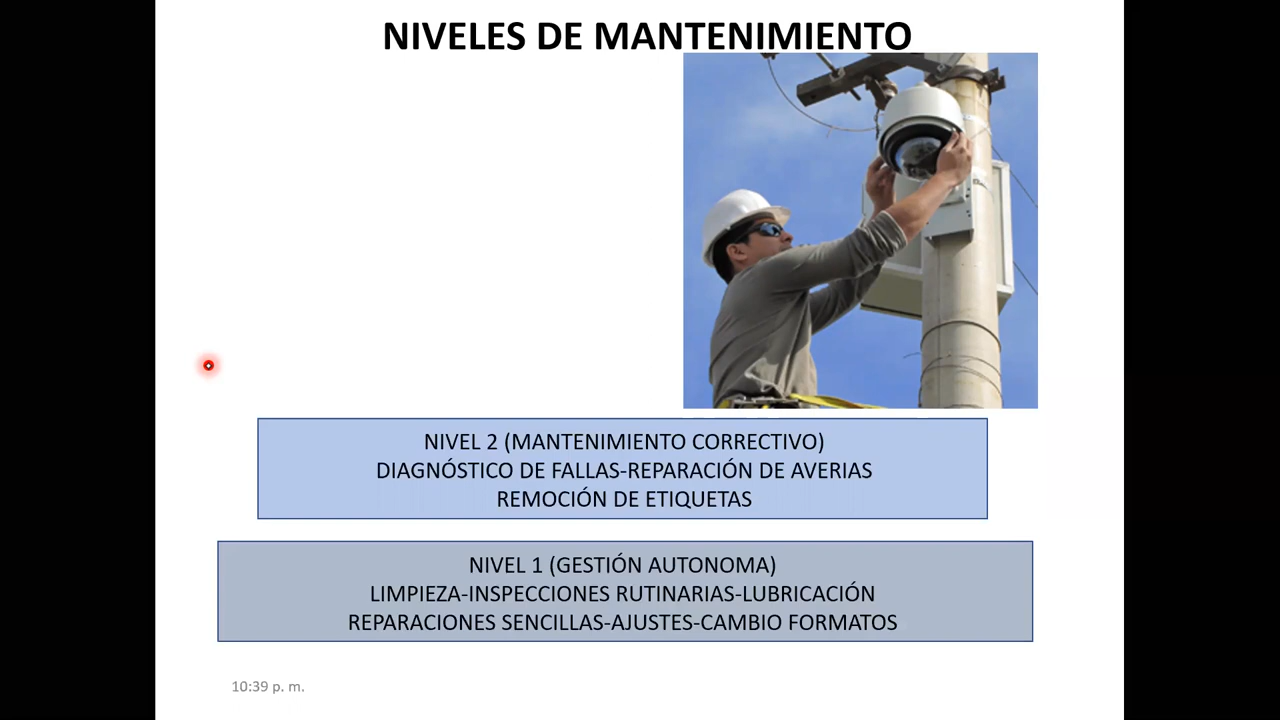 NIVELES DE MANTENIMIENTO
NIVEL 2 (MANTENIMIENTO CORRECTIVO)
DIAGNÓSTICO DE FALLAS-REPARACIÓN DE AVERIAS
REMOCIÓN DE ETIQUETAS
NIVEL 1 (GESTIÓN AUTONOMA)
LIMPIEZA-INSPECCIONES RUTINARIAS-LUBRICACIÓN
REPARACIONES SENCILLAS-AJUSTES-CAMBIO FORMATOS
10:39 p. m.